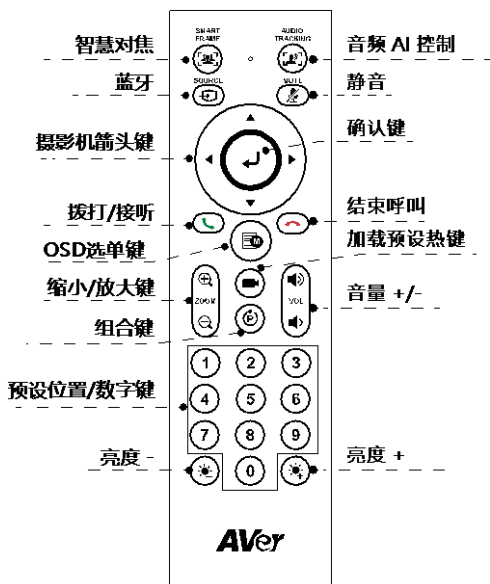 SMART
FRAME
AUDIO
TRACKING
智慧对焦
音频 AI 控制
SOURCE
MUTE
蓝牙
静音
摄影机箭头键
确认键
拨打/接听
结束呼叫
OSD选单键
M
加载预设热键
缩小/放大键
ZOOM
VOL
音量 +/-
组合键
P
1
2
3
预设位置/数字键
4
5
6
7
8
9
亮度 -
0
亮度 +
AVer